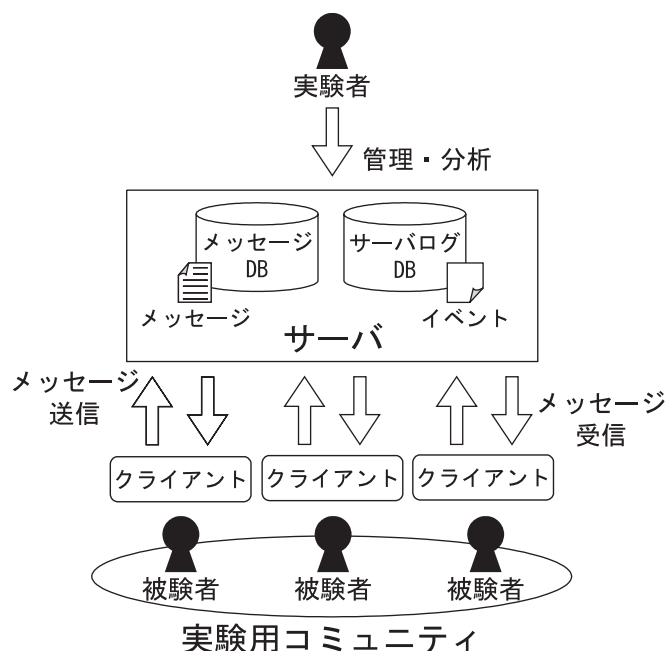 実験者
管理・分析
メッセージ
DB
サーバログ
DB
メッセージ
イベント
サーバ
メッセージ
送信
メッセージ
受信
クライアント
クライアント
クライアント
被験者
被験者
被験者
実験用コミュニティ